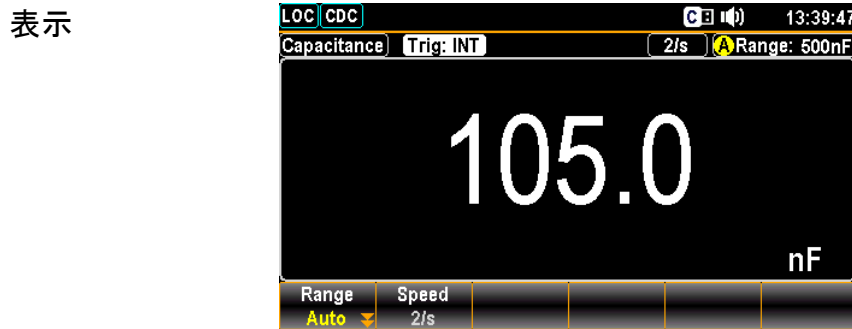 表示
LOC CDC C 13:39:47
Capacitance Trig: INT 2/s A Range: 500nF
105.0
nF
Range Speed
Auto 2/s